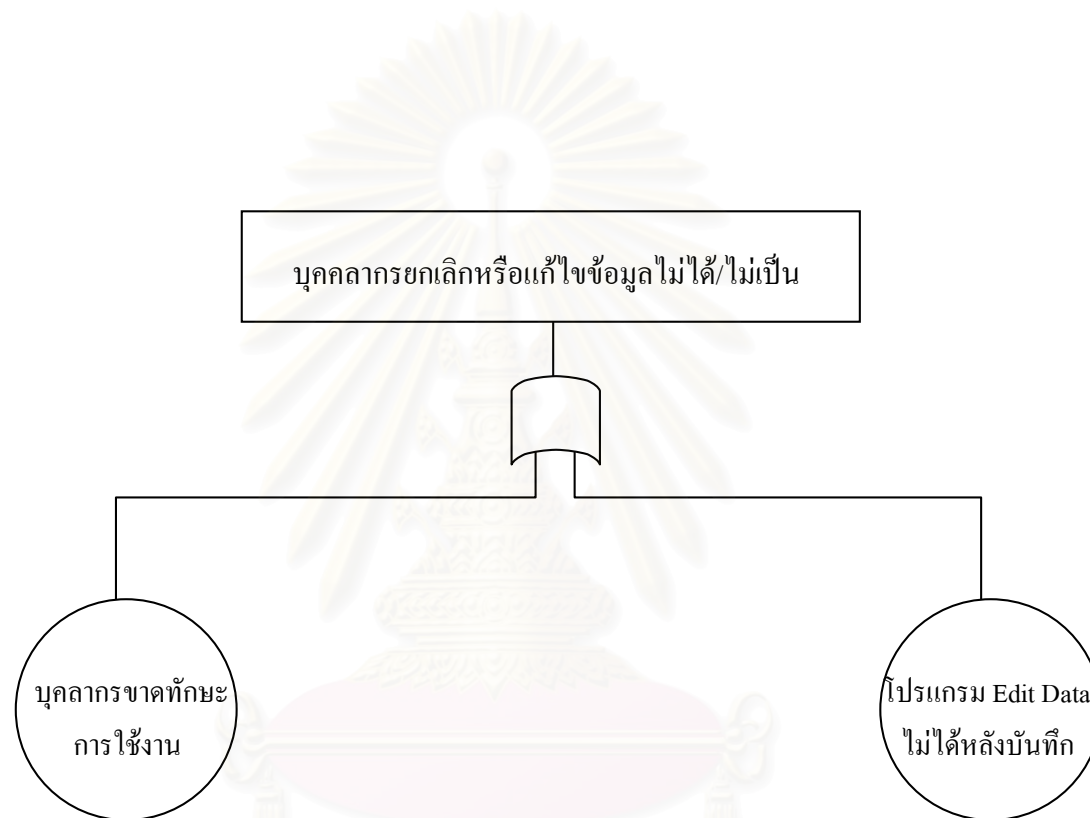 บุคคลากรยกเลิกหรือแก้ไขข้อมูลไม่ได้/ไม่เป็น
บุคลากรขาดทักษะ
การใช้งาน
โปรแกรม Edit Data
ไม่ได้หลังบันทึก